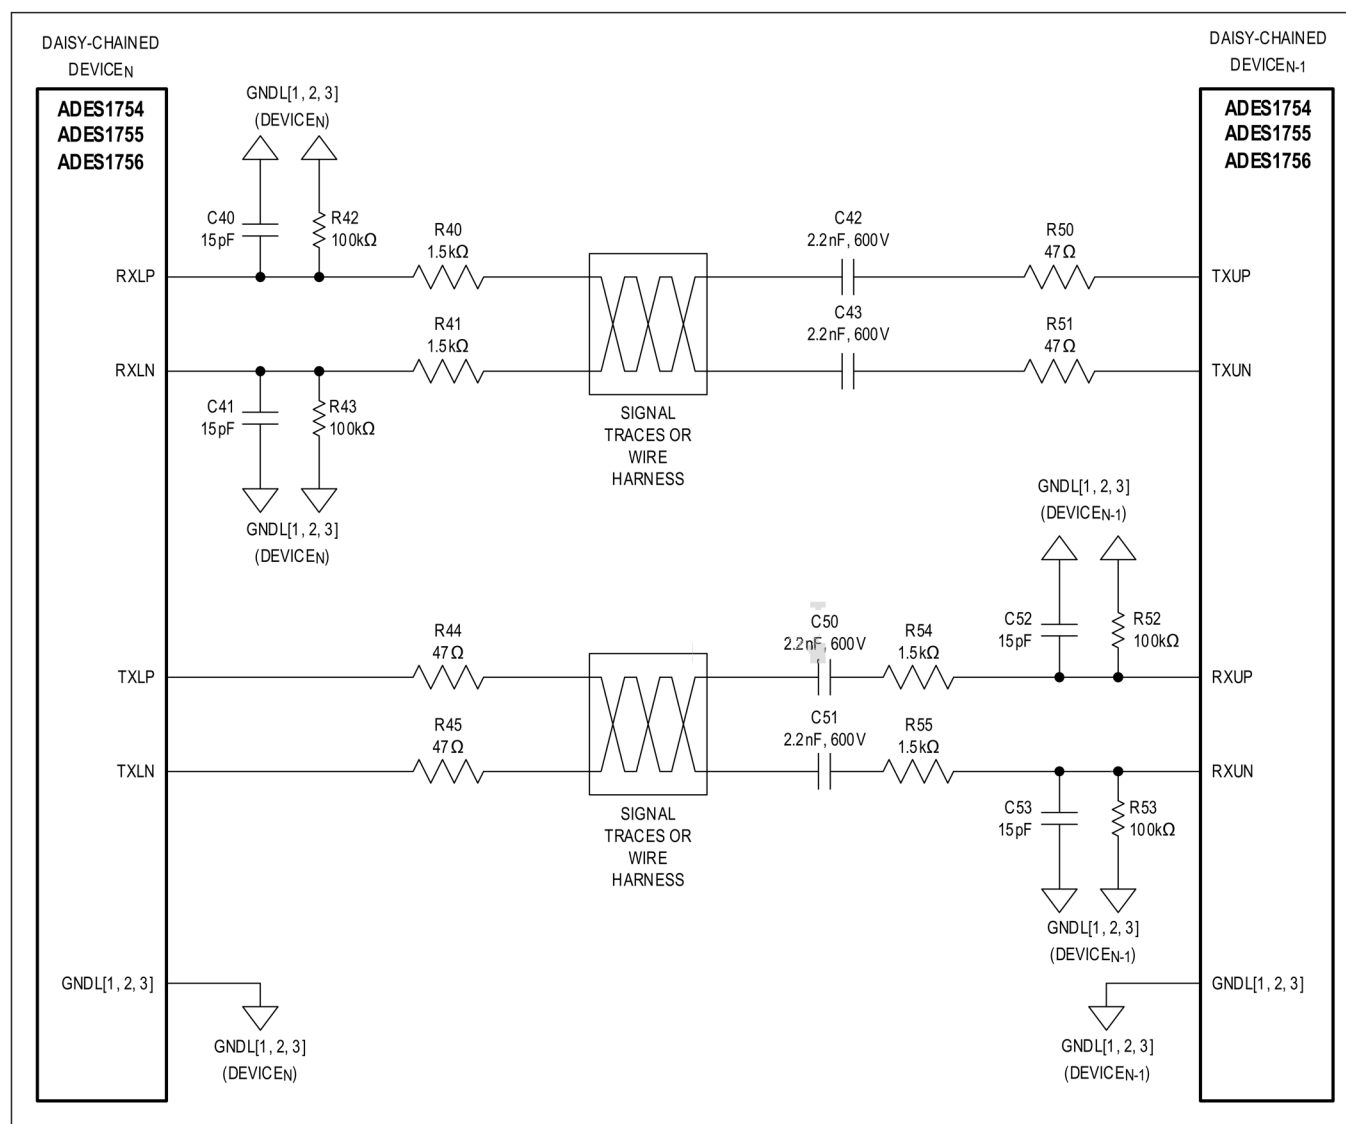 DAISY-CHAINED
DEVICEN
ADES1754
ADES1755
ADES1756
DAISY-CHAINED
DEVICEN-1
ADES1754
ADES1755
ADES1756
GNDL[1, 2, 3]
(DEVICEN)
C40
15pF
R42
100kΩ
R40
1.5kΩ
C42
2.2nF, 600V
R50
47Ω
RXLP
TXUP
R41
1.5kΩ
C43
2.2nF, 600V
R51
47Ω
RXLN
TXUN
C41
15pF
R43
100kΩ
SIGNAL
TRACES OR
WIRE
HARNESS
GNDL[1, 2, 3]
(DEVICEN)
GNDL[1, 2, 3]
(DEVICEN-1)
R44
47Ω
C50
2.2nF, 600V
R54
1.5kΩ
C52
15pF
R52
100kΩ
TXLP
RXUP
R45
47Ω
C51
2.2nF, 600V
R55
1.5kΩ
TXLN
RXUN
C53
15pF
R53
100kΩ
SIGNAL
TRACES OR
WIRE
HARNESS
GNDL[1, 2, 3]
(DEVICEN-1)
GNDL[1, 2, 3]
GNDL[1, 2, 3]
GNDL[1, 2, 3]
(DEVICEN)
GNDL[1, 2, 3]
(DEVICEN-1)